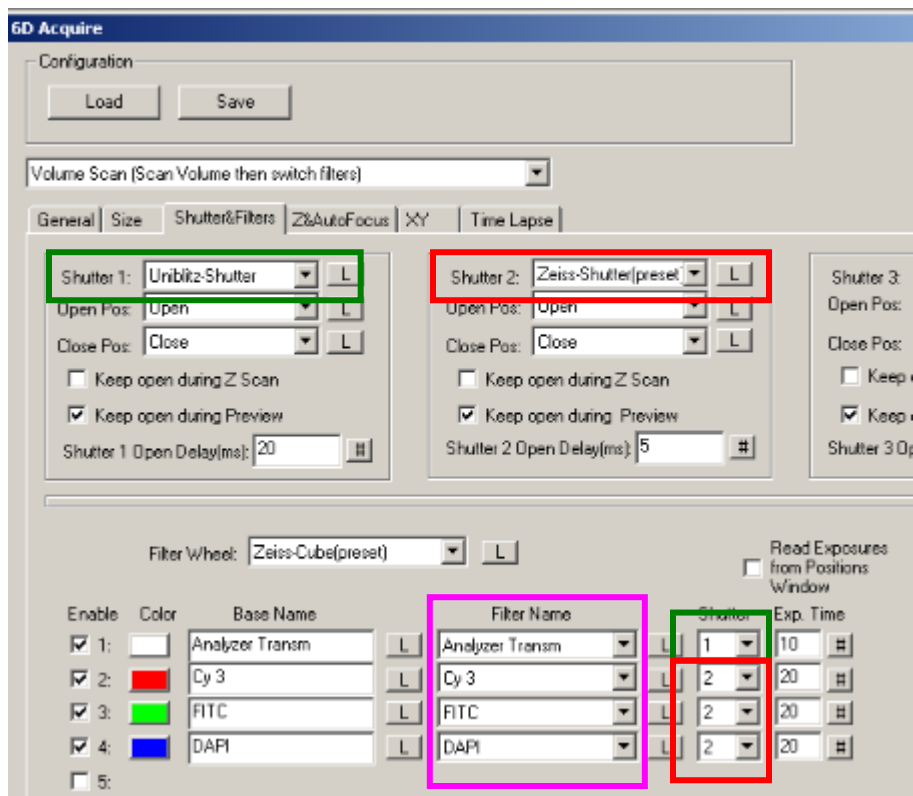 6D Acquire
Configuration
Load Save
Volume Scan (Scan Volume then switch filters)
General Size Shutter&Filters Z&AutoFocus XY Time Lapse
Shutter 1: Uniblitz-Shutter L Shutter 2: Zeiss-Shutter(preset) L Shutter 3:
Open Pos: Open L Open Pos: Open L Open Pos:
Close Pos: Close L Close Pos: Close L Close Pos:
Keep open during Z Scan Keep open during Z Scan Keep
Keep open during Preview Keep open during Preview Keep
Shutter 1 Open Delay(ms): 20 # Shutter 2 Open Delay(ms): 5 # Shutter 3
Filter Wheel: Zeiss-Cube(preset) L Read Exposures
from Positions
Window
Enable Color Base Name Filter Name Shutter Exp. Time
1: Analyzer Transm L Analyzer Transm L 1 10 #
2: Cy 3 L Cy 3 L 2 20 #
3: FITC L FITC L 2 20 #
4: DAPI L DAPI L 2 20 #
5: